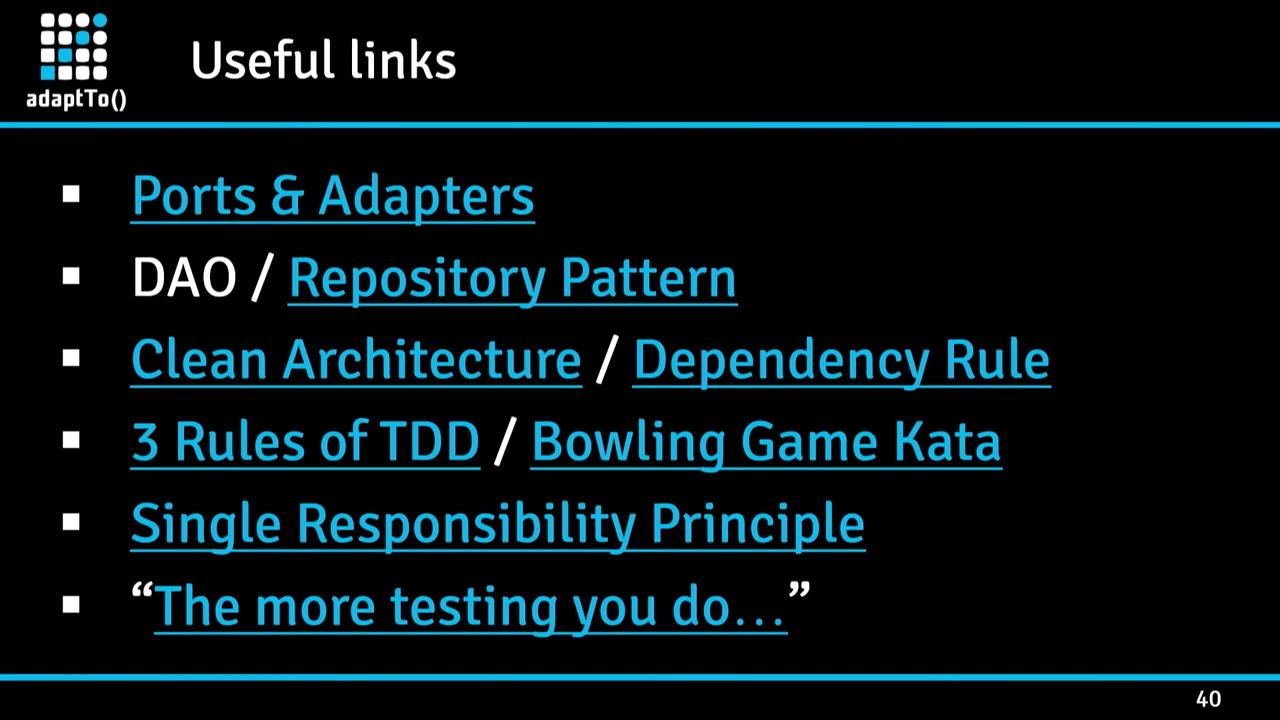 adaptTo()
Useful links
Ports & Adapters
DAO / Repository Pattern
Clean Architecture / Dependency Rule
3 Rules of TDD / Bowling Game Kata
Single Responsibility Principle
“The more testing you do...”
40